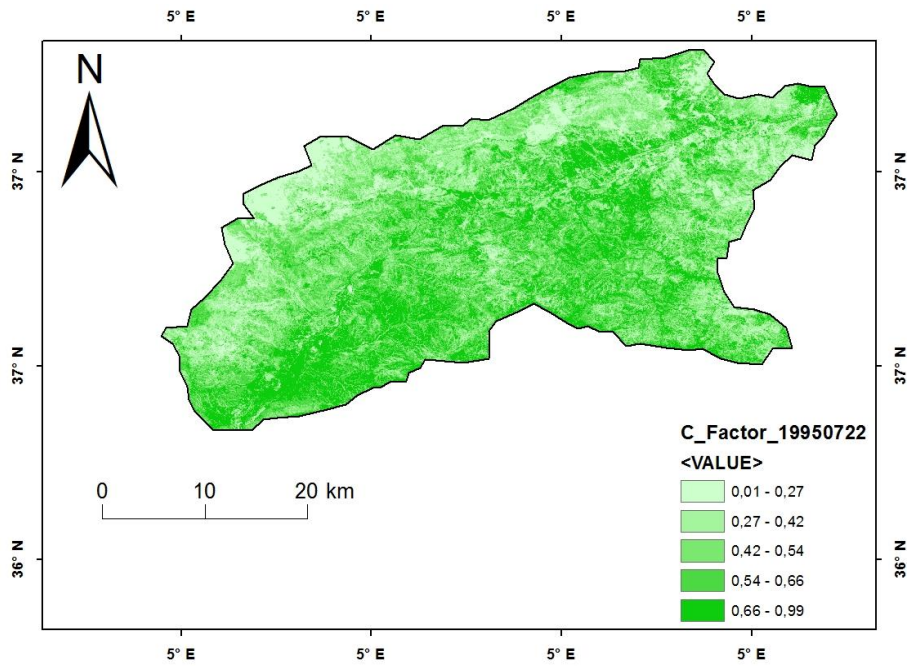 5° E 5° E 5° E 5° E
N
37° N 37° N
37° N 37° N
C_Factor_19950722
<VALUE>
0 10 20 km
0,01 - 0,27
0,27 - 0,42
0,42 - 0,54
36° N 36° N
0,54 - 0,66
0,66 - 0,99
5° E 5° E 5° E 5° E